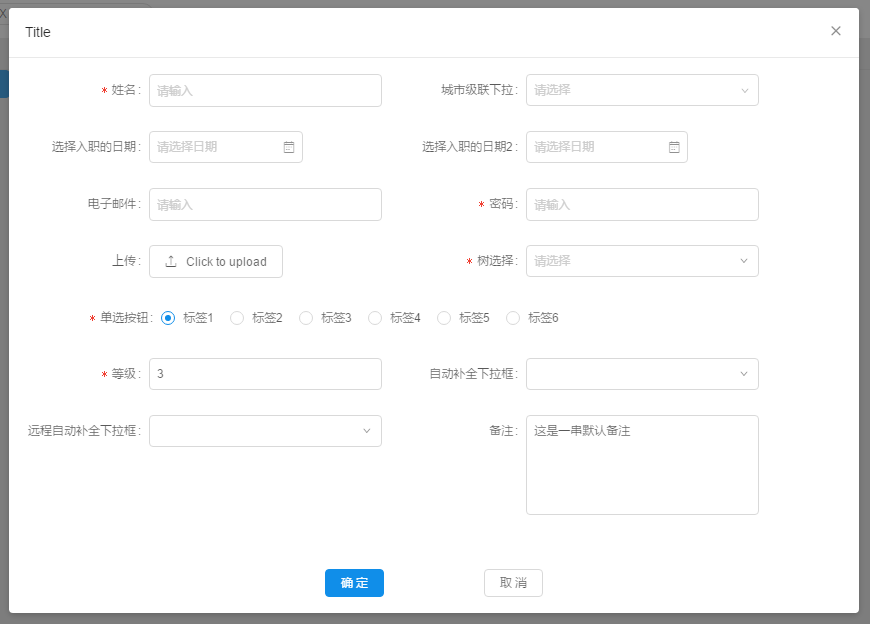 X
Title
* 姓名: 请输入 城市级联下拉: 请选择
选择入职的日期: 请选择日期 选择入职的日期2: 请选择日期
电子邮件: 请输入 * 密码: 请输入
上传: Click to upload * 树选择: 请选择
* 单选按钮: 标签1 标签2 标签3 标签4 标签5 标签6
* 等级: 3 自动补全下拉框:
远程自动补全下拉框: 备注: 这是一串默认备注
确定 取消